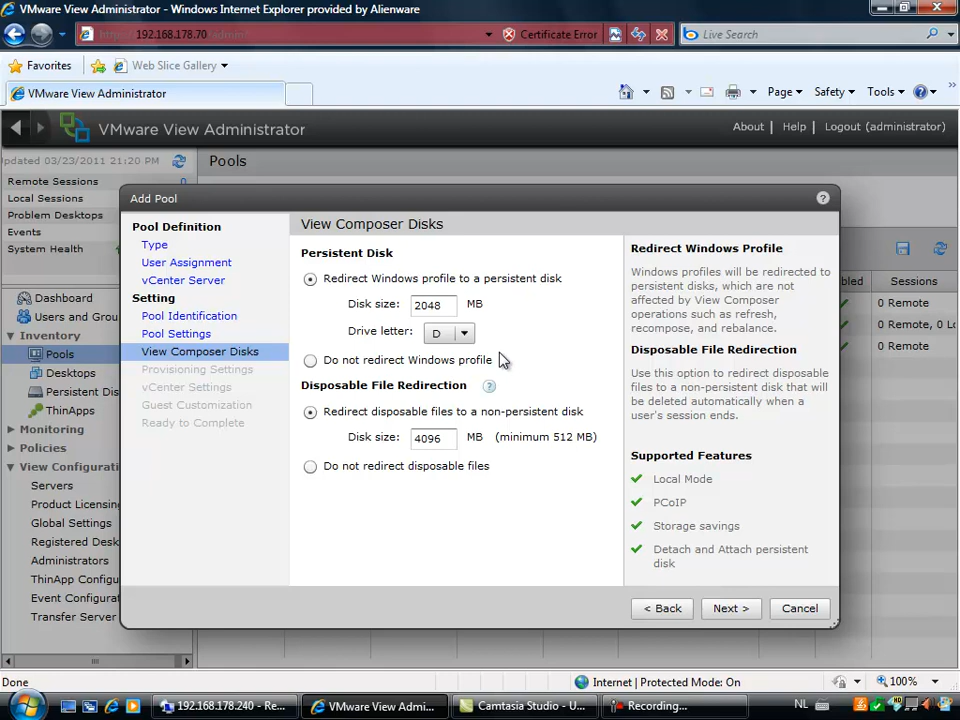 VMware View Administrator - Windows Internet Explorer provided by Alienware
192.168.178.70
Certificate Error
Live Search
Favorites
Web Slice Gallery
VMware View Administrator
Page
Safety
Tools
VMware View Administrator
About
Help
Logout (administrator)
pdated 03/23/2011 21:20 PM
Pools
Remote Sessions
0
Local Sessions
Problem Desktops
Events
System Health
Dashboard
Users and Grou
Inventory
Pools
Desktops
Persistent Dis
ThinApps
Monitoring
Policies
View Configurati
Servers
Product Licensing
Global Settings
Registered Deskt
Administrators
ThinApp Configu
Event Configurat
Transfer Server
Add Pool
Pool Definition
Type
User Assignment
vCenter Server
Setting
Pool Identification
Pool Settings
View Composer Disks
Provisioning Settings
vCenter Settings
Guest Customization
Ready to Complete
View Composer Disks
Persistent Disk
Redirect Windows profile to a persistent disk
Disk size: 2048 MB
Drive letter: D
Do not redirect Windows profile
Disposable File Redirection ?
Redirect disposable files to a non-persistent disk
Disk size: 4096 MB (minimum 512 MB)
Do not redirect disposable files
Redirect Windows Profile
Windows profiles will be redirected to
persistent disks, which are not
affected by View Composer
operations such as refresh,
recompose, and rebalance.
Disposable File Redirection
Use this option to redirect disposable
files to a non-persistent disk that will
be deleted automatically when a
user's session ends.
Supported Features
Local Mode
PCoIP
Storage savings
Detach and Attach persistent
disk
< Back
Next >
Cancel
bled
Sessions
0 Remote
0 Remote, 0 Lo
0 Remote
Done
Internet | Protected Mode: On
100%
192.168.178.240 - Re...
VMware View Admi...
Camtasia Studio - U...
Recording...
NL
21:20